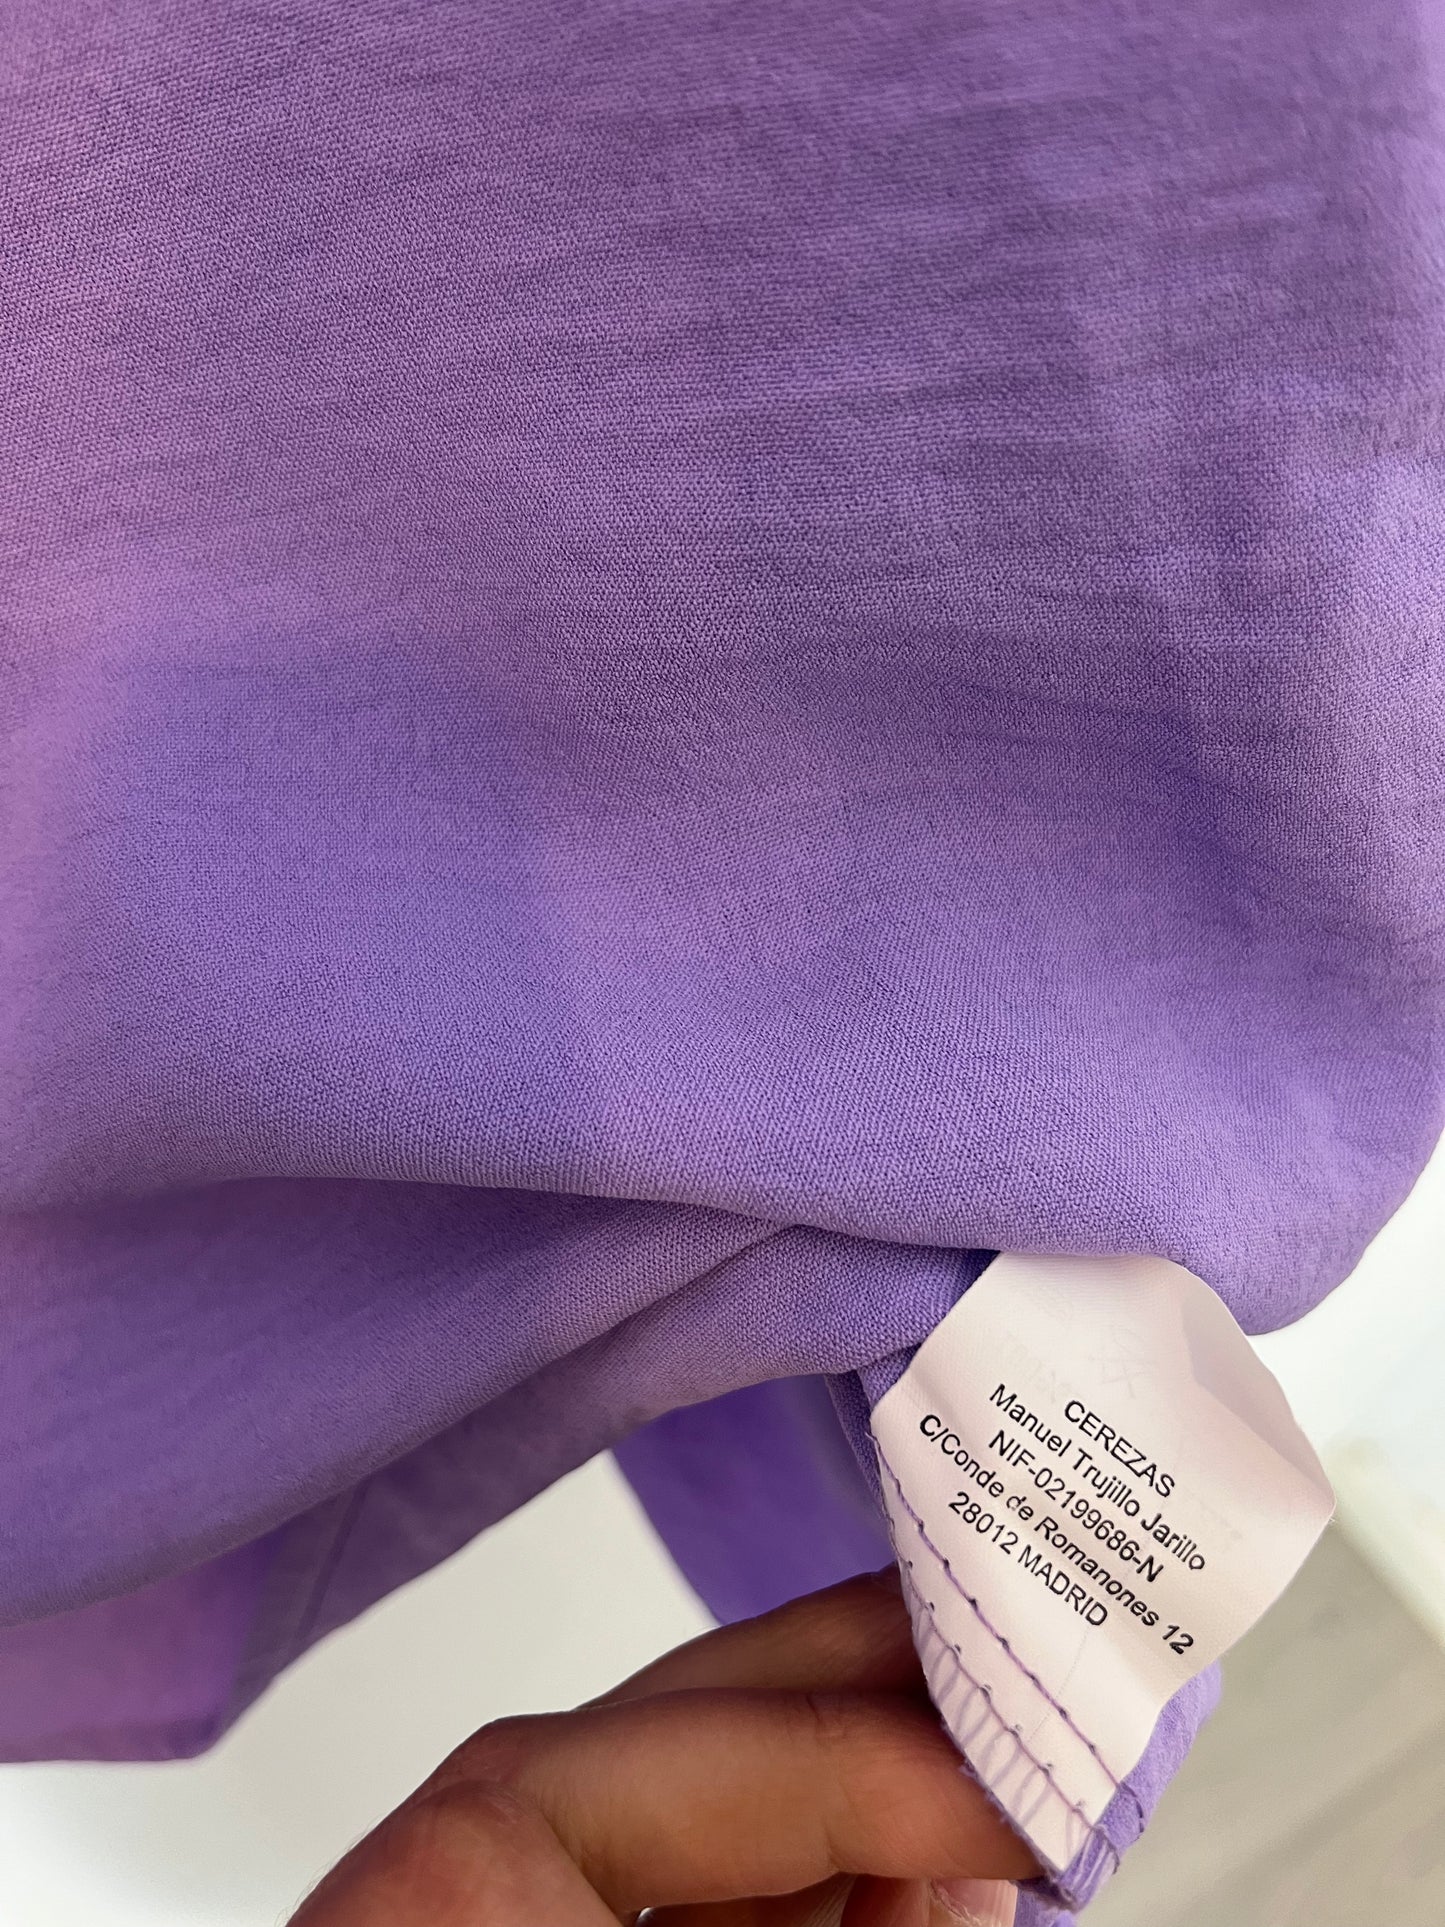 CEREZAS
Manuel Trujillo Jarillo
NIF-02199686-N
C/Conde de Romanones 12
28012 MADRID